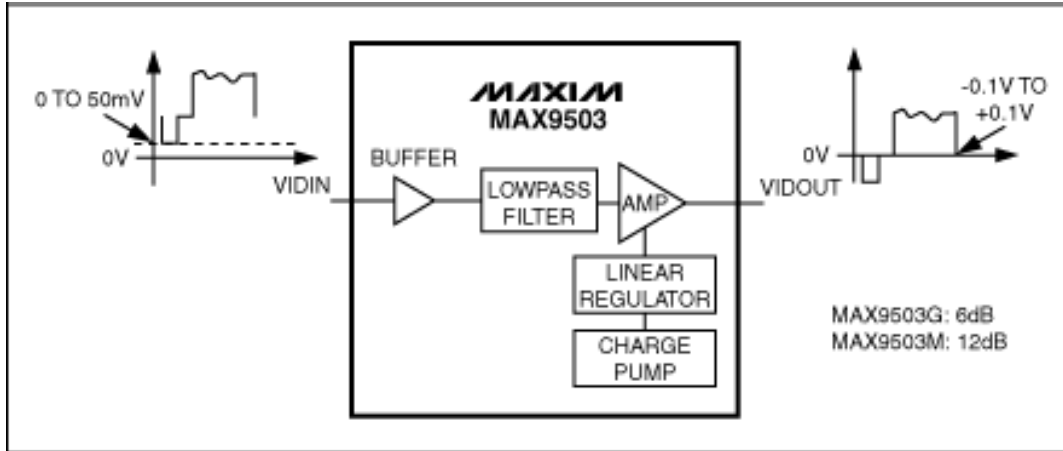 0 TO 50mV
0V
VIDIN
MAXIM
MAX9503
BUFFER
LOWPASS
FILTER
AMP
LINEAR
REGULATOR
CHARGE
PUMP
-0.1V TO
+0.1V
0V
VIDOUT
MAX9503G: 6dB
MAX9503M: 12dB